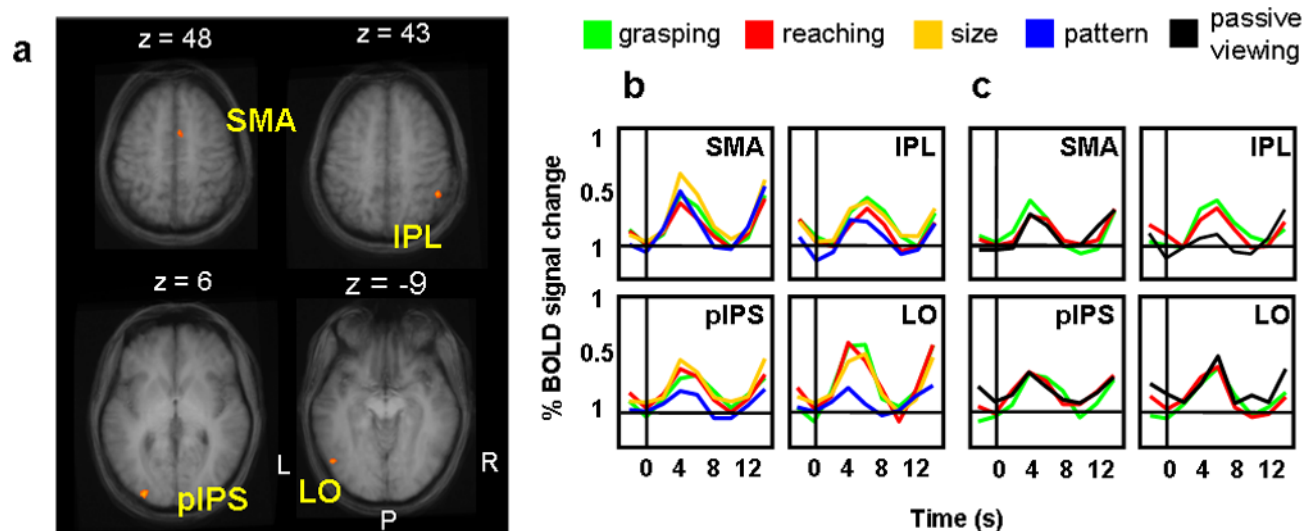 a
z = 48
z = 43
SMA
IPL
z = 6
z = -9
L
R
pIPS
LO
P
grasping
reaching
size
pattern
passive viewing
b
c
% BOLD signal change
1
0.5
1
1
0.5
1
SMA
IPL
SMA
IPL
pIPS
LO
pIPS
LO
0 4 8 12 0 4 8 12 0 4 8 12 0 4 8 12
Time (s)